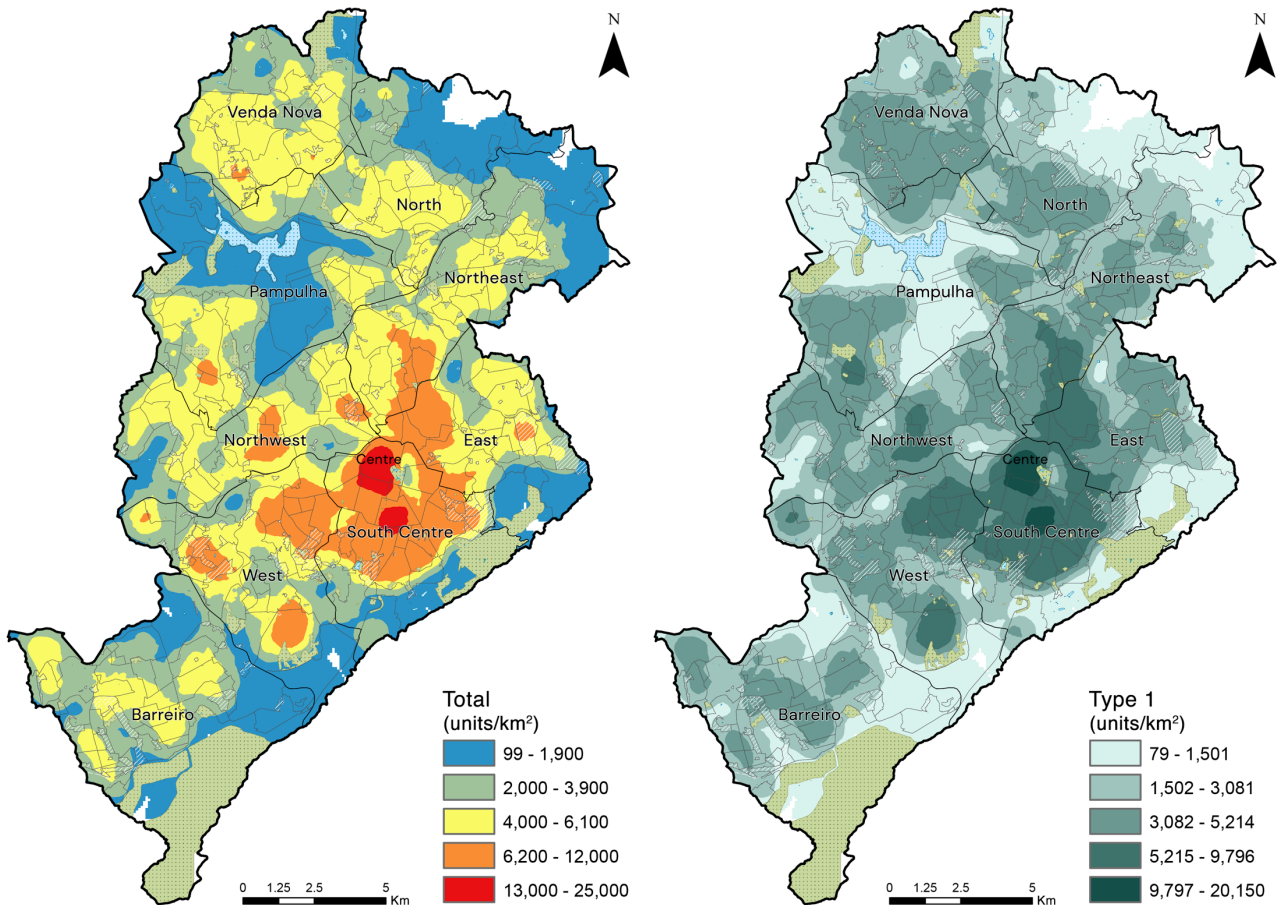 N
Venda Nova
North
Northeast
Pampulha
Northwest
East
Centre
South Centre
West
Barreiro
Total
(units/km²)
99 - 1,900
2,000 - 3,900
4,000 - 6,100
6,200 - 12,000
13,000 - 25,000
0 1.25 2.5 5
Km
N
Venda Nova
North
Northeast
Pampulha
Northwest
East
Centre
South Centre
West
Barreiro
Type 1
(units/km²)
79 - 1,501
1,502 - 3,081
3,082 - 5,214
5,215 - 9,796
9,797 - 20,150
0 1.25 2.5 5
Km